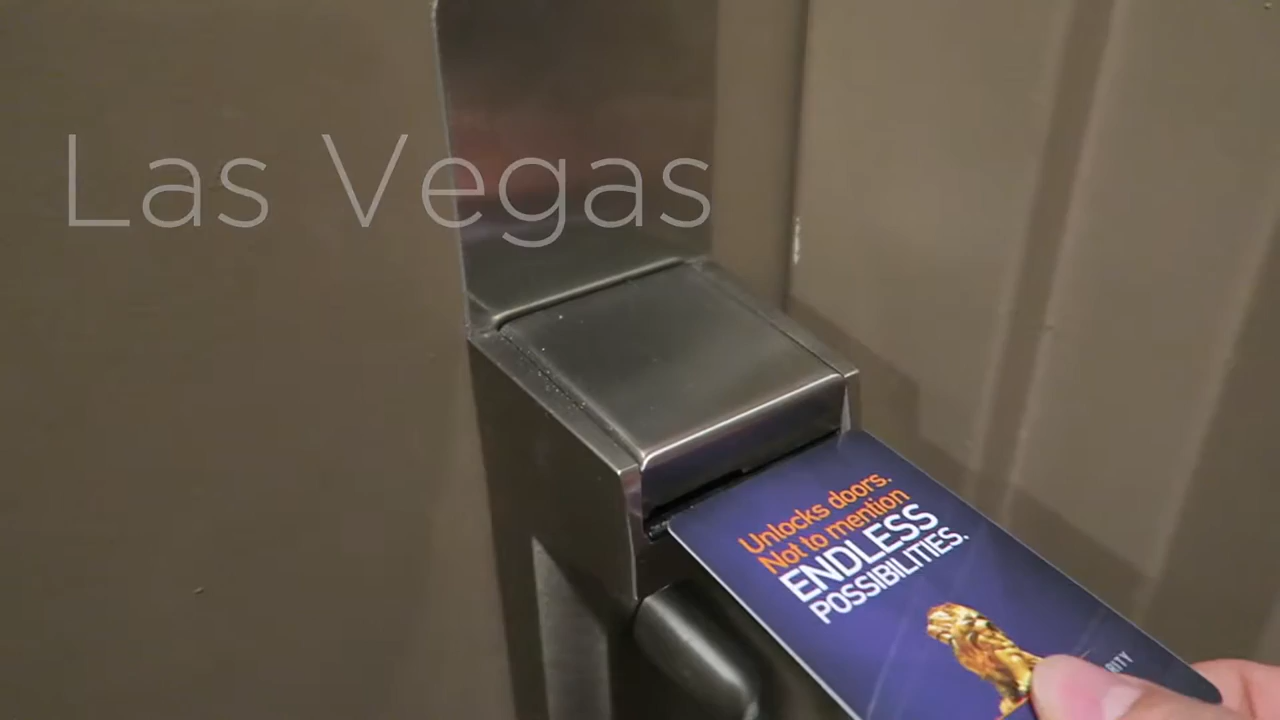 Las Vegas
Unlocks doors.
Not to mention
ENDLESS
POSSIBILITIES.